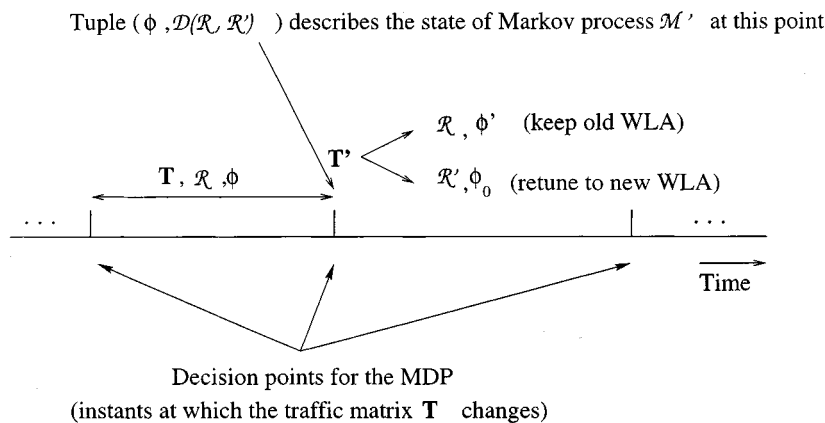 Tuple ( ϕ , 𝒟(ℛ, ℛ') ) describes the state of Markov process ℳ ' at this point
ℛ , ϕ' (keep old WLA)
T'
T , ℛ , ϕ
ℛ', ϕ₀ (retune to new WLA)
. . .
. . .
Time
Decision points for the MDP
(instants at which the traffic matrix T changes)